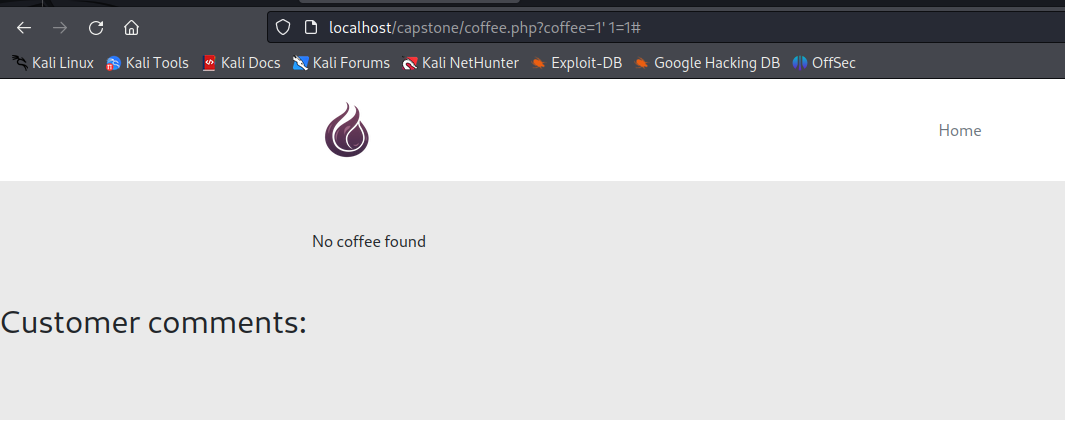 localhost/capstone/coffee.php?coffee=1' 1=1#
Kali Linux Kali Tools Kali Docs Kali Forums Kali NetHunter Exploit-DB Google Hacking DB OffSec
Home
No coffee found
Customer comments: